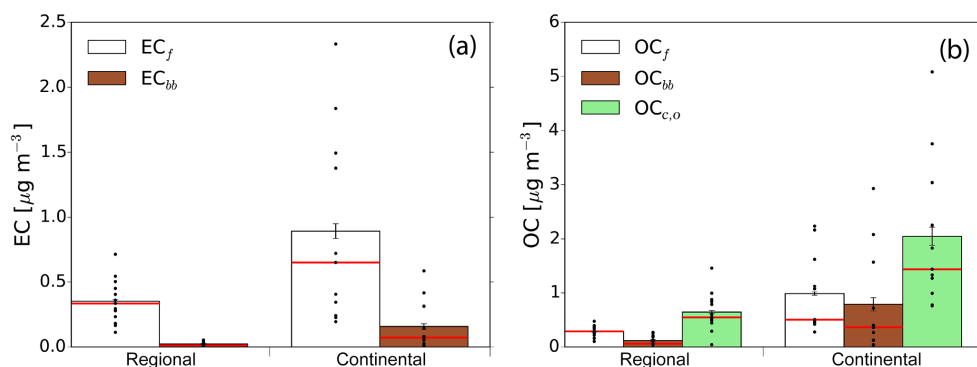 (a)
EC_f
EC_bb
EC [μg m⁻³]
2.5
2.0
1.5
1.0
0.5
0.0
Regional Continental
(b)
OC_f
OC_bb
OC_c,o
OC [μg m⁻³]
6
5
4
3
2
1
0
Regional Continental